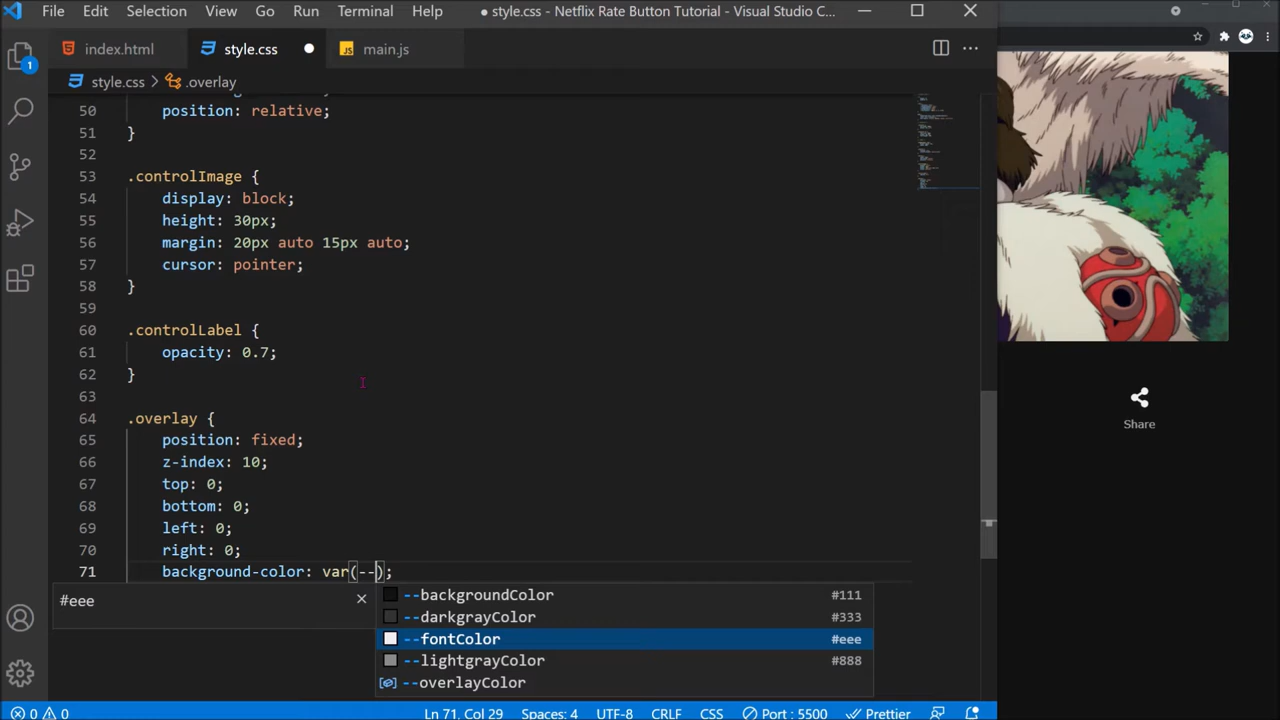 File Edit Selection View Go Run Terminal Help
● style.css - Netflix Rate Button Tutorial - Visual Studio C...
index.html
style.css
main.js
style.css > .overlay
50 position: relative;
51 }
52
53 .controlImage {
54 display: block;
55 height: 30px;
56 margin: 20px auto 15px auto;
57 cursor: pointer;
58 }
59
60 .controlLabel {
61 opacity: 0.7;
62 }
63
64 .overlay {
65 position: fixed;
66 z-index: 10;
67 top: 0;
68 bottom: 0;
69 left: 0;
70 right: 0;
71 background-color: var(--);
#eee
--backgroundColor #111
--darkgrayColor #333
--fontColor #eee
--lightgrayColor #888
--overlayColor
1
Share
0 0 Ln 71, Col 29 Spaces: 4 UTF-8 CRLF CSS Port : 5500 Prettier